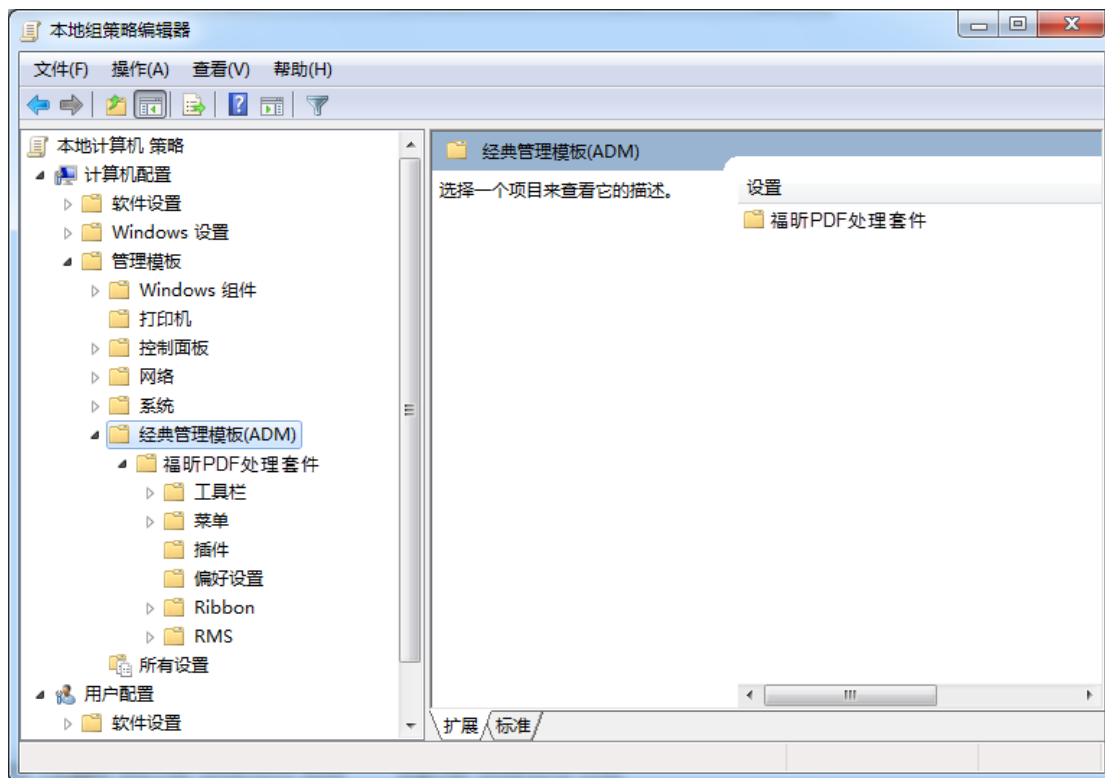 本地组策略编辑器
文件(F) 操作(A) 查看(V) 帮助(H)
本地计算机 策略
计算机配置
软件设置
Windows 设置
管理模板
Windows 组件
打印机
控制面板
网络
系统
经典管理模板(ADM)
福昕PDF处理套件
工具栏
菜单
插件
偏好设置
Ribbon
RMS
所有设置
用户配置
软件设置
经典管理模板(ADM)
选择一个项目来查看它的描述。
设置
福昕PDF处理套件
扩展 标准